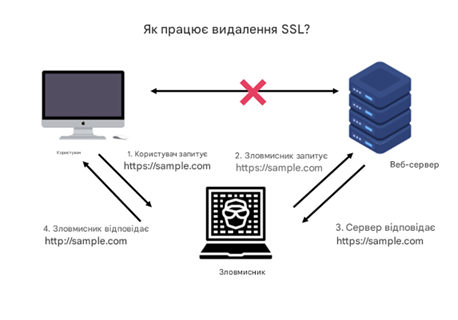 Як працює видалення SSL?
Користувач
1. Користувач запитує
https://sample.com
2. Зловмисник запитує
https://sample.com
Веб-сервер
4. Зловмисник відповідає
http://sample.com
3. Сервер відповідає
https://sample.com
Зловмисник